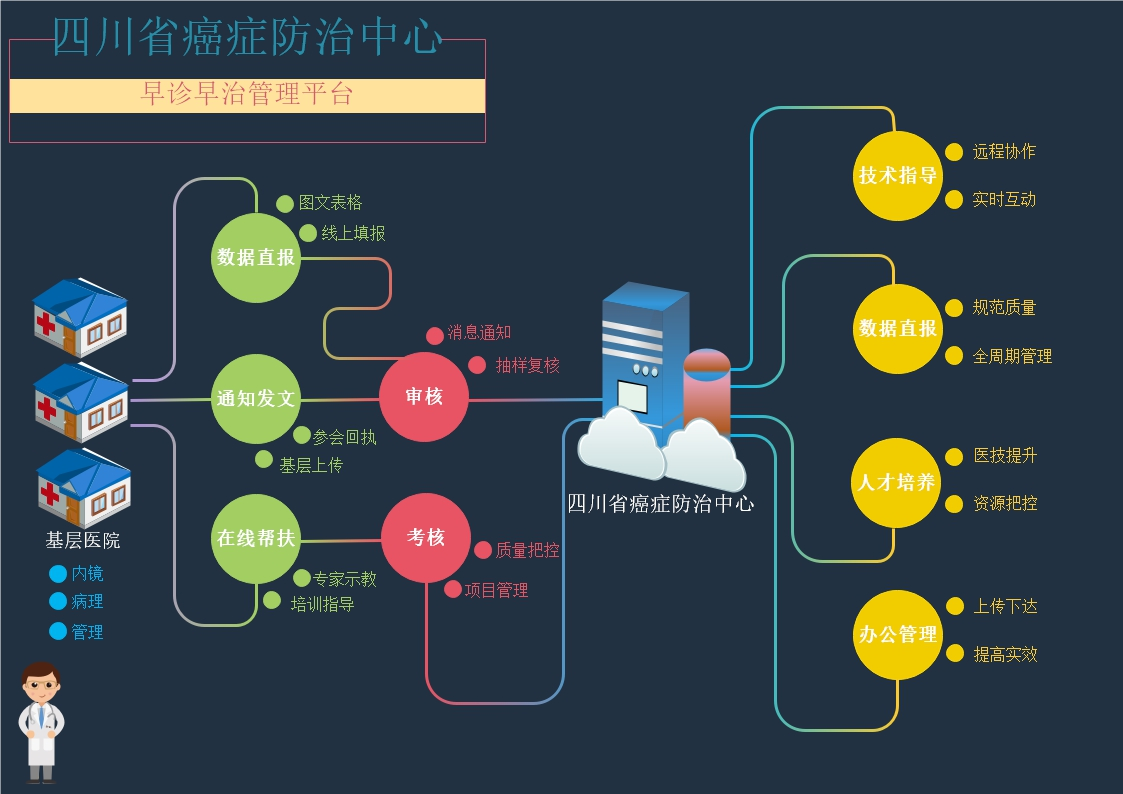 四川省癌症防治中心
早诊早治管理平台
图文表格
线上填报
数据直报
消息通知
抽样复核
通知发文
审核
参会回执
基层上传
在线帮扶
考核
质量把控
专家示教
培训指导
项目管理
基层医院
内镜
病理
管理
四川省癌症防治中心
技术指导
远程协作
实时互动
数据直报
规范质量
全周期管理
人才培养
医技提升
资源把控
办公管理
上传下达
提高实效